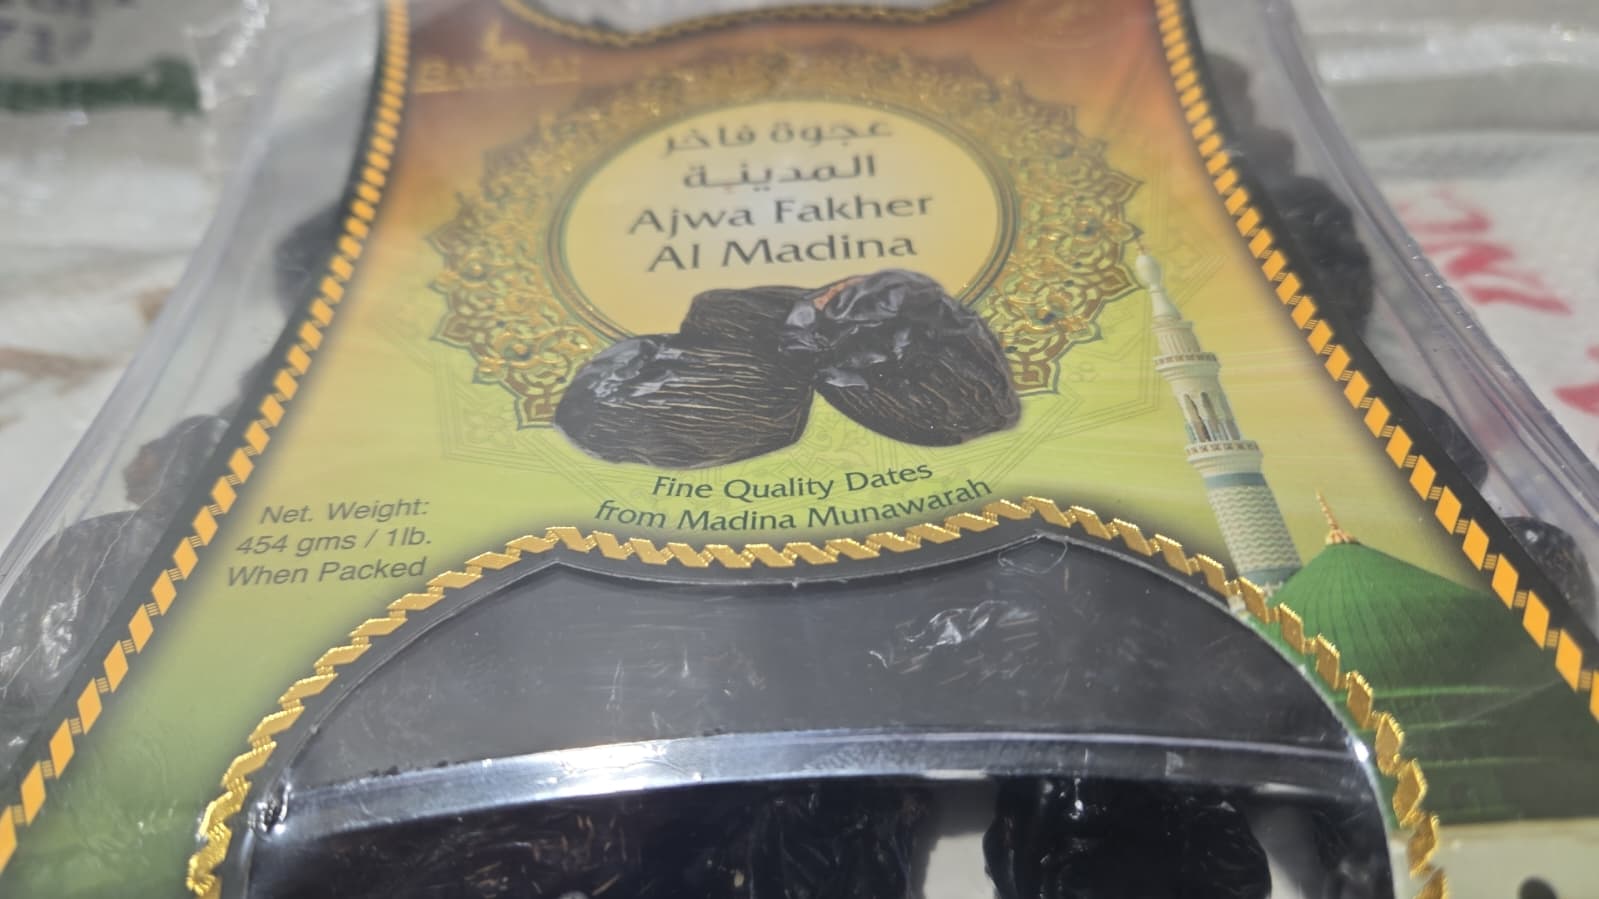 BARAKAT
عجوة فاخر
المدينة
Ajwa Fakher
Al Madina
Fine Quality Dates
from Madina Munawarah
Net. Weight:
454 gms / 1lb.
When Packed